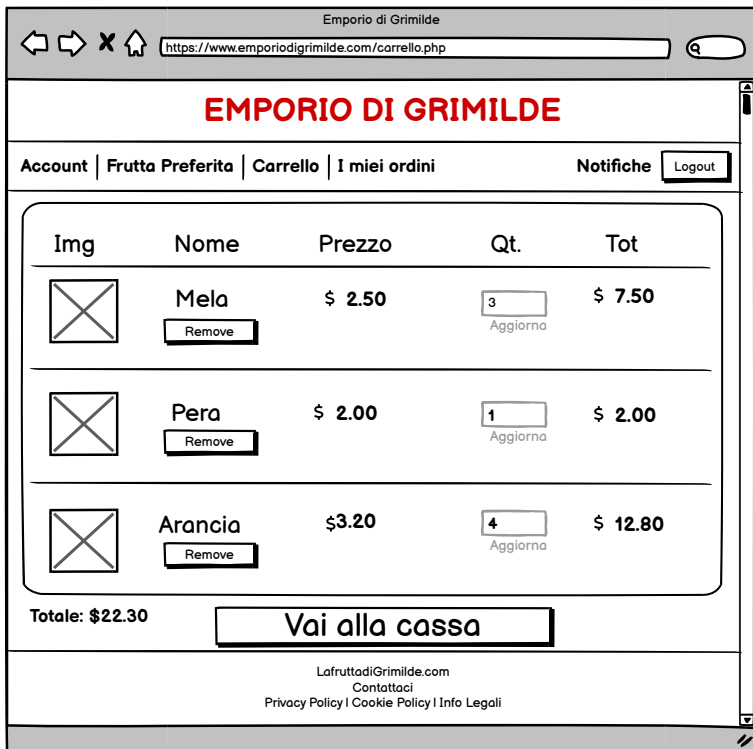 Emporio di Grimilde
https://www.emporiodigrimilde.com/carrello.php
EMPORIO DI GRIMILDE
Account | Frutta Preferita | Carrello | I miei ordini Notifiche Logout
Img Nome Prezzo Qt. Tot
Mela $ 2.50 3 $ 7.50
Remove Aggiorna
Pera $ 2.00 1 $ 2.00
Remove Aggiorna
Arancia $3.20 4 $ 12.80
Remove Aggiorna
Totale: $22.30 Vai alla cassa
LafruttadiGrimilde.com
Contattaci
Privacy Policy | Cookie Policy | Info Legali